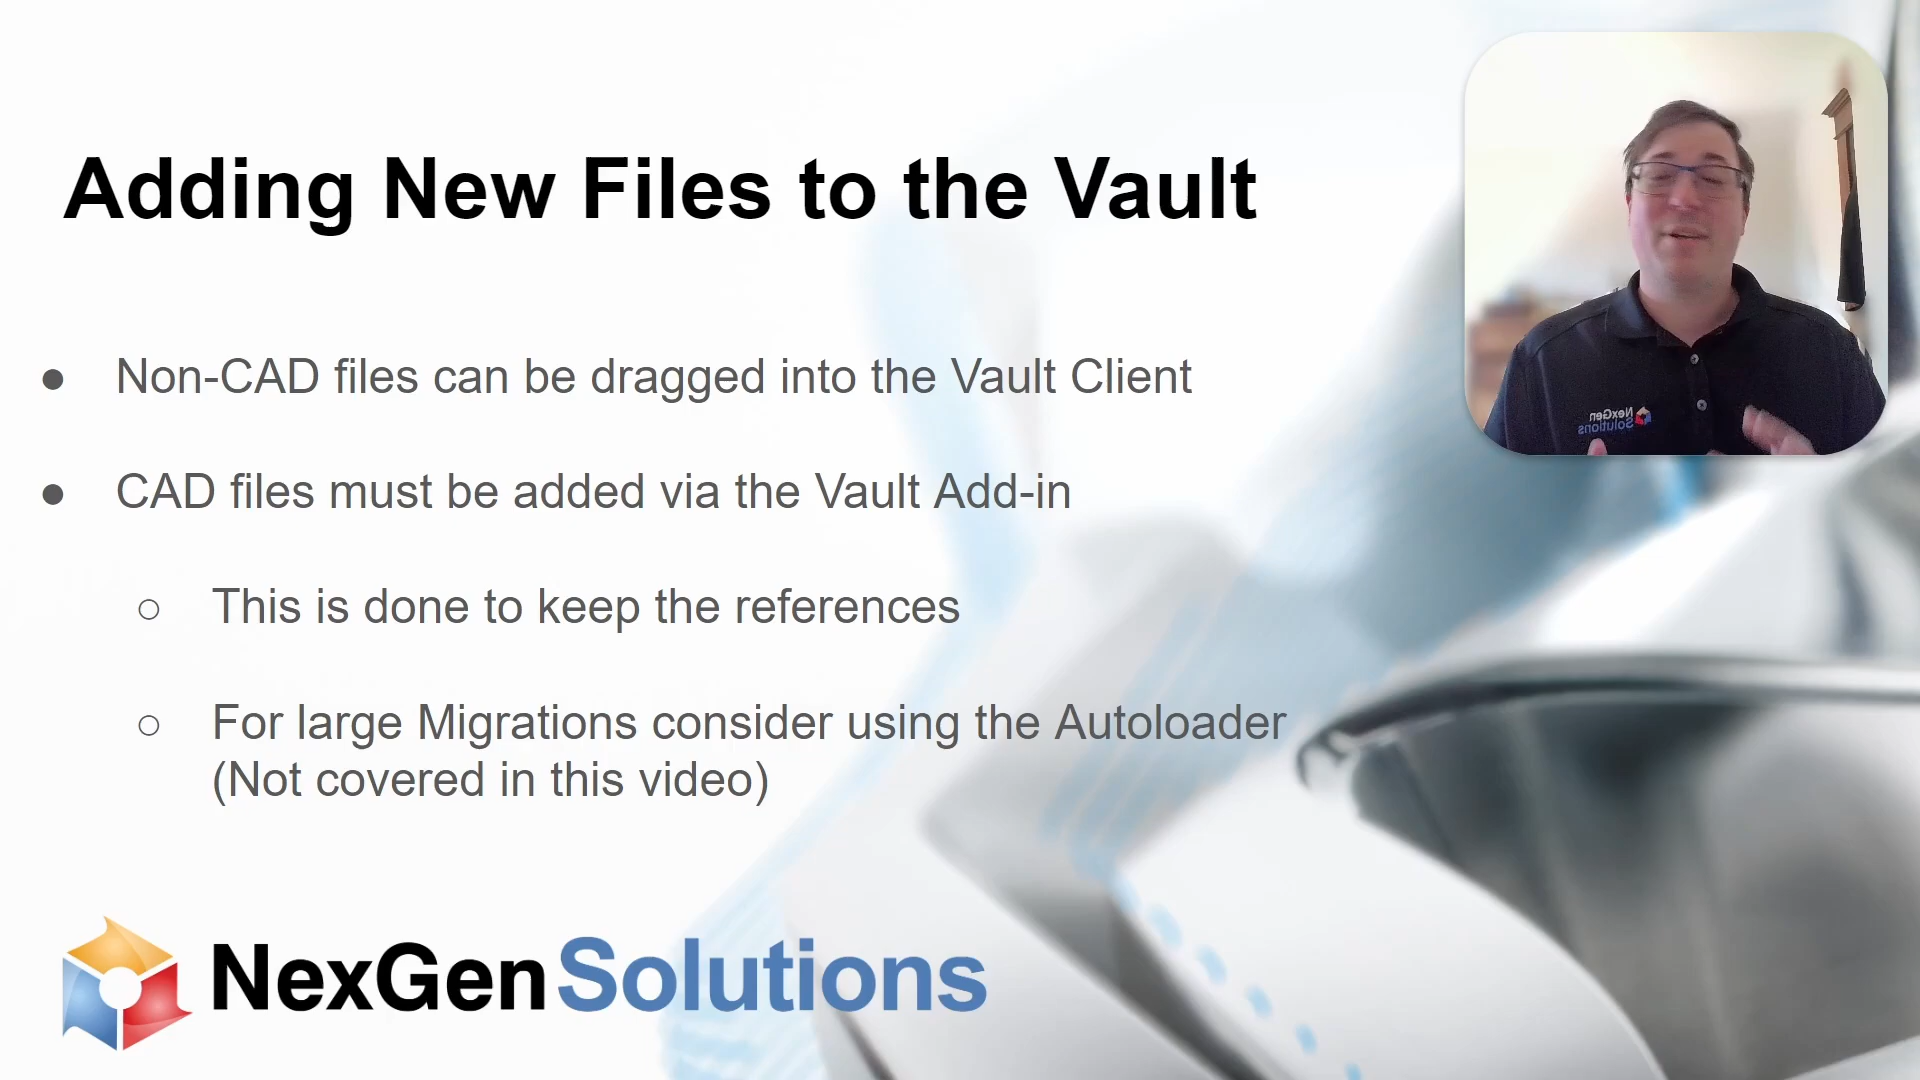 Adding New Files to the Vault
● Non-CAD files can be dragged into the Vault Client
● CAD files must be added via the Vault Add-in
○ This is done to keep the references
○ For large Migrations consider using the Autoloader
(Not covered in this video)
NexGen Solutions
NexGen
Solutions